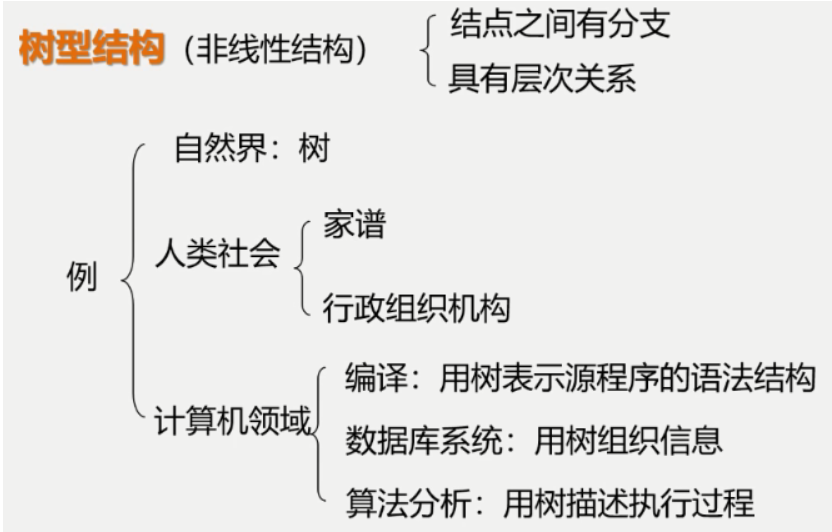 结点之间有分支
树型结构（非线性结构）
具有层次关系
自然界：树
家谱
人类社会
例
行政组织机构
编译：用树表示源程序的语法结构
计算机领域
数据库系统：用树组织信息
算法分析：用树描述执行过程